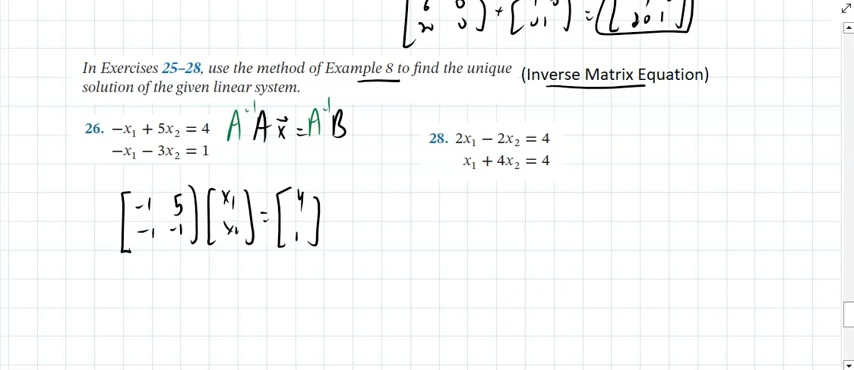 In Exercises 25–28, use the method of Example 8 to find the unique (Inverse Matrix Equation)
solution of the given linear system.
26. −x₁ + 5x₂ = 4
−x₁ − 3x₂ = 1
A⁻¹ A x⃗ = A⁻¹ B
28. 2x₁ − 2x₂ = 4
x₁ + 4x₂ = 4
[-1 5] [x₁] = [4]
[-1 -1] [x₂] = [1]